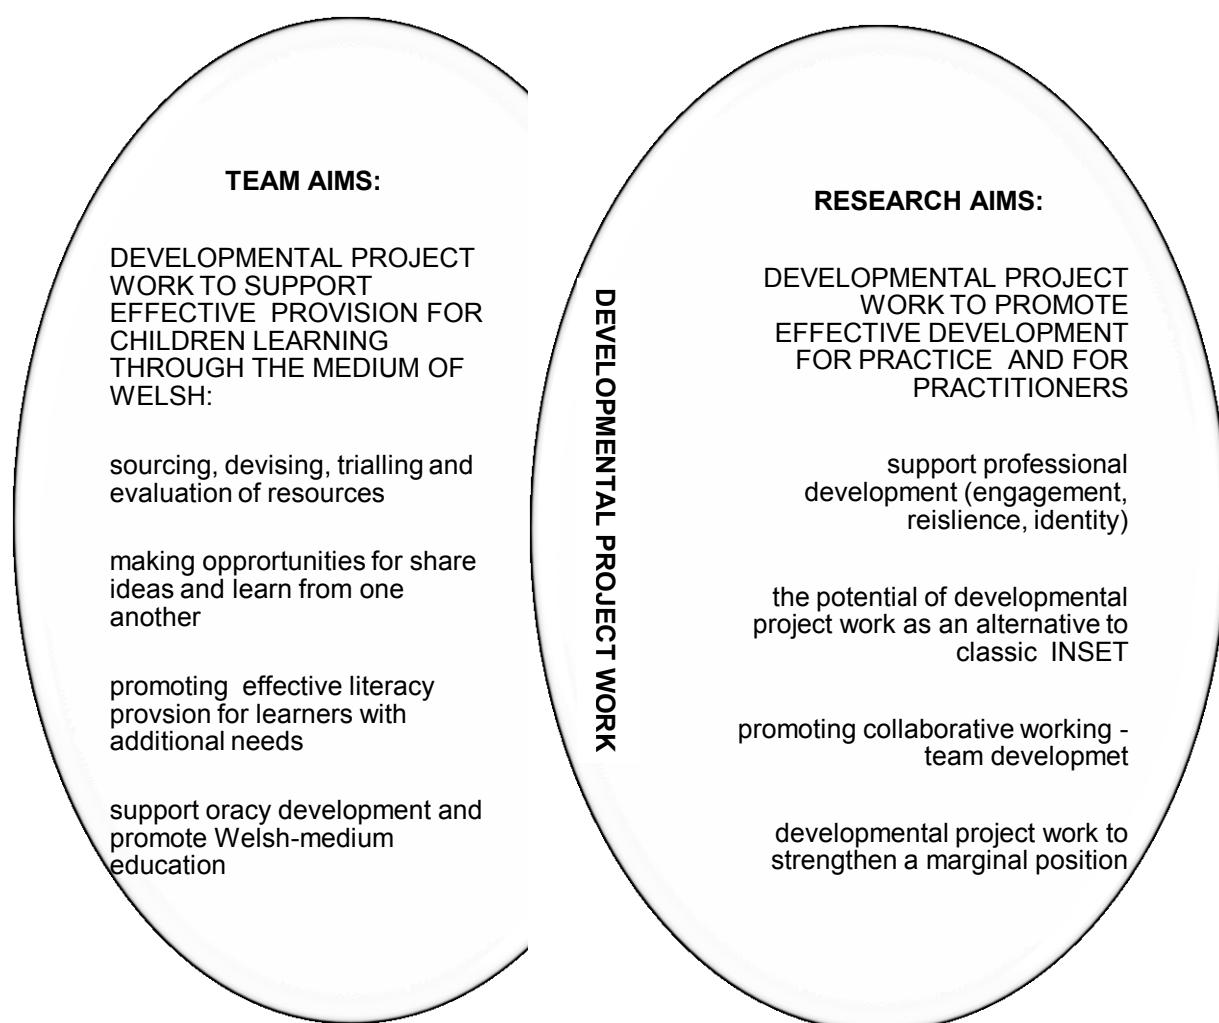 TEAM AIMS:
DEVELOPMENTAL PROJECT
WORK TO SUPPORT
EFFECTIVE PROVISION FOR
CHILDREN LEARNING
THROUGH THE MEDIUM OF
WELSH:
sourcing, devising, trialling and
evaluation of resources
making opprortunities for share
ideas and learn from one
another
promoting effective literacy
provsion for learners with
additional needs
support oracy development and
promote Welsh-medium
education
DEVELOPMENTAL PROJECT WORK
RESEARCH AIMS:
DEVELOPMENTAL PROJECT
WORK TO PROMOTE
EFFECTIVE DEVELOPMENT
FOR PRACTICE AND FOR
PRACTITIONERS
support professional
development (engagement,
reislience, identity)
the potential of developmental
project work as an alternative to
classic INSET
promoting collaborative working -
team developmet
developmental project work to
strengthen a marginal position